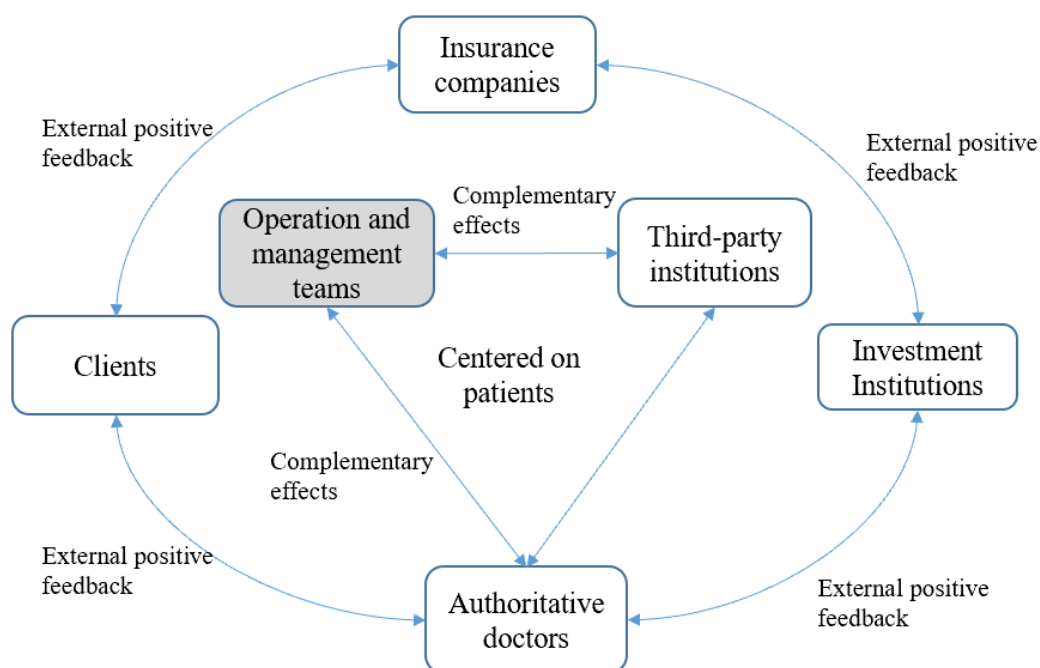 Insurance
companies
External positive
feedback
External positive
feedback
Complementary
effects
Operation and
management
teams
Third-party
institutions
Clients
Centered on
patients
Investment
Institutions
Complementary
effects
External positive
feedback
Authoritative
doctors
External positive
feedback